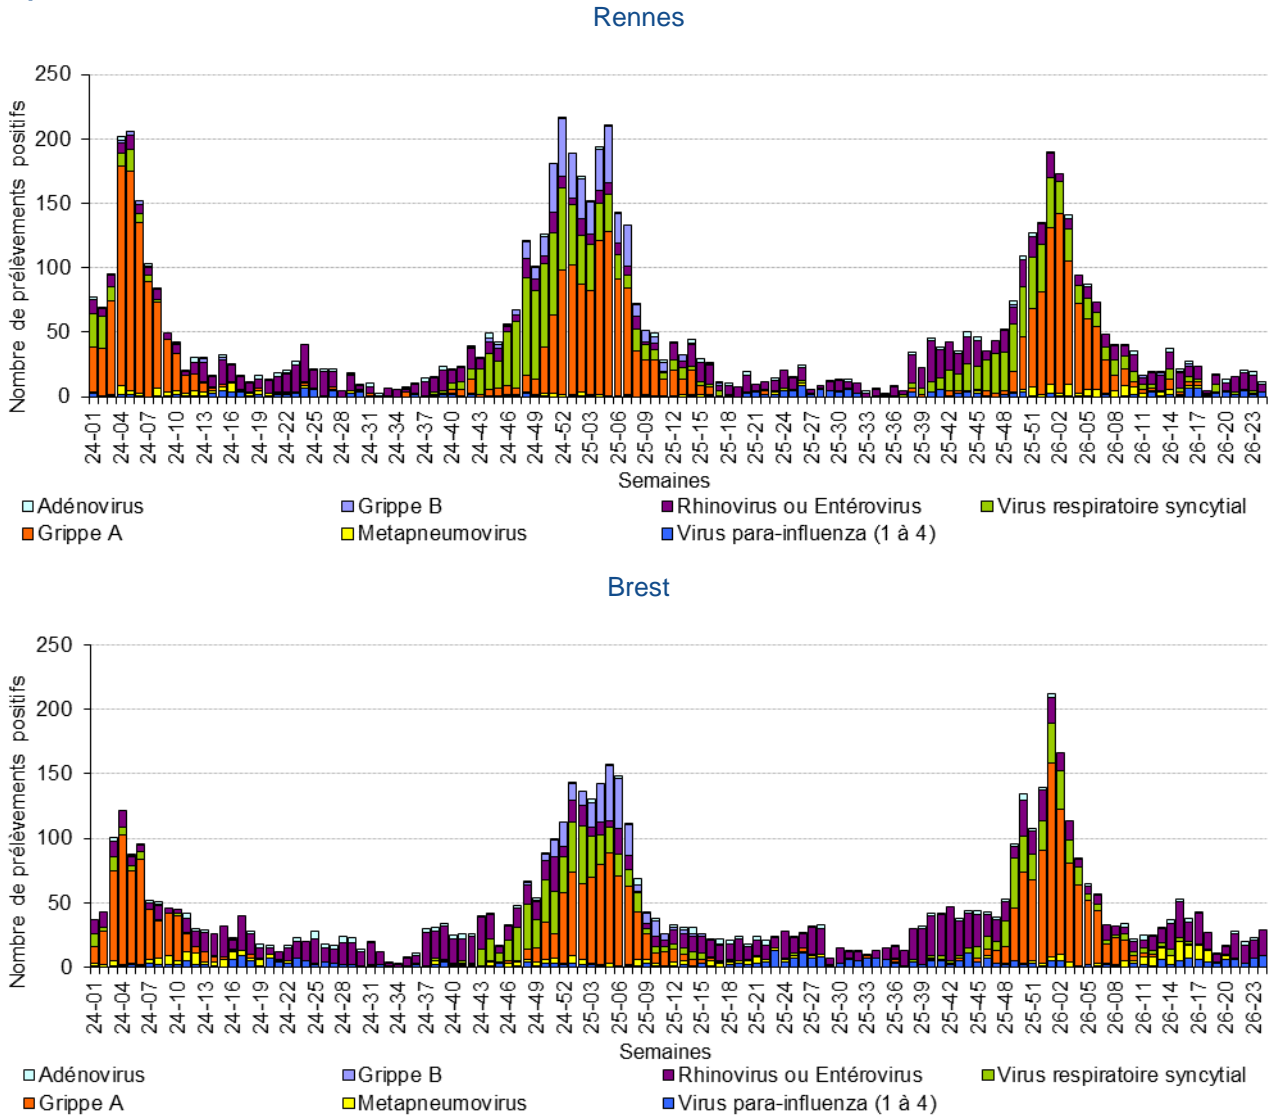 Rennes
Nombre de prélèvements positifs
250
200
150
100
50
0
24-01 24-04 24-07 24-10 24-13 24-16 24-19 24-22 24-25 24-28 24-31 24-34 24-37 24-40 24-43 24-46 24-49 24-52 25-03 25-06 25-09 25-12 25-15 25-18 25-21 25-24 25-27 25-30 25-33 25-36 25-39 25-42 25-45 25-48 25-51 26-02 26-05 26-08 26-11 26-14 26-17 26-20 26-23
Semaines
Adénovirus Grippe B Rhinovirus ou Entérovirus Virus respiratoire syncytial
Grippe A Metapneumovirus Virus para-influenza (1 à 4)
Brest
Nombre de prélèvements positifs
250
200
150
100
50
0
24-01 24-04 24-07 24-10 24-13 24-16 24-19 24-22 24-25 24-28 24-31 24-34 24-37 24-40 24-43 24-46 24-49 24-52 25-03 25-06 25-09 25-12 25-15 25-18 25-21 25-24 25-27 25-30 25-33 25-36 25-39 25-42 25-45 25-48 25-51 26-02 26-05 26-08 26-11 26-14 26-17 26-20 26-23
Semaines
Adénovirus Grippe B Rhinovirus ou Entérovirus Virus respiratoire syncytial
Grippe A Metapneumovirus Virus para-influenza (1 à 4)